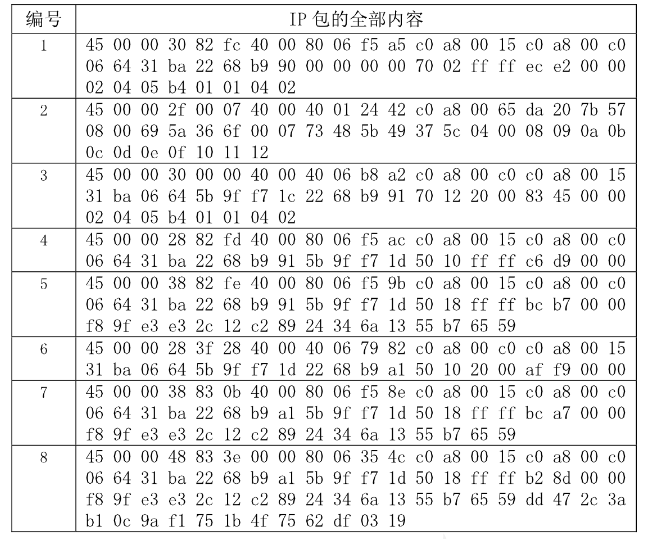 编号 IP 包的全部内容
1 45 00 00 30 82 fc 40 00 80 06 f5 a5 c0 a8 00 15 c0 a8 00 c0
06 64 31 ba 22 68 b9 90 00 00 00 00 70 02 ff ff ec e2 00 00
02 04 05 b4 01 01 04 02
2 45 00 00 2f 00 07 40 00 40 01 24 42 c0 a8 00 65 da 20 7b 57
08 00 69 5a 36 6f 00 07 73 48 5b 49 37 5c 04 00 08 09 0a 0b
0c 0d 0e 0f 10 11 12
3 45 00 00 30 00 00 40 00 40 06 b8 a2 c0 a8 00 c0 c0 a8 00 15
31 ba 06 64 5b 9f f7 1c 22 68 b9 91 70 12 20 00 83 45 00 00
02 04 05 b4 01 01 04 02
4 45 00 00 28 82 fd 40 00 80 06 f5 ac c0 a8 00 15 c0 a8 00 c0
06 64 31 ba 22 68 b9 91 5b 9f f7 1d 50 10 ff ff c6 d9 00 00
5 45 00 00 38 82 fe 40 00 80 06 f5 9b c0 a8 00 15 c0 a8 00 c0
06 64 31 ba 22 68 b9 91 5b 9f f7 1d 50 18 ff ff bc b7 00 00
f8 9f e3 e3 2c 12 c2 89 24 34 6a 13 55 b7 65 59
6 45 00 00 28 3f 28 40 00 40 06 79 82 c0 a8 00 c0 c0 a8 00 15
31 ba 06 64 5b 9f f7 1d 22 68 b9 a1 50 10 20 00 af f9 00 00
7 45 00 00 38 83 0b 40 00 80 06 f5 8e c0 a8 00 15 c0 a8 00 c0
06 64 31 ba 22 68 b9 a1 5b 9f f7 1d 50 18 ff ff bc a7 00 00
f8 9f e3 e3 2c 12 c2 89 24 34 6a 13 55 b7 65 59
8 45 00 00 48 83 3e 00 00 80 06 35 4c c0 a8 00 15 c0 a8 00 c0
06 64 31 ba 22 68 b9 a1 5b 9f f7 1d 50 18 ff ff b2 8d 00 00
f8 9f e3 e3 2c 12 c2 89 24 34 6a 13 55 b7 65 59 dd 47 2c 3a
b1 0c 9a f1 75 1b 4f 75 62 df 03 19